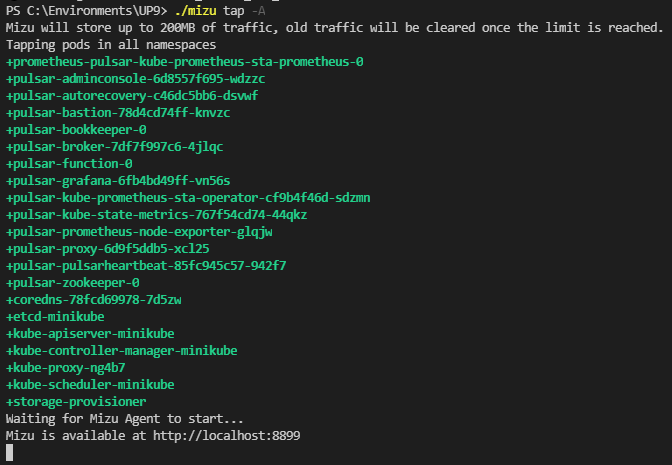 PS C:\Environments\UP9> ./mizu tap -A
Mizu will store up to 200MB of traffic, old traffic will be cleared once the limit is reached.
Tapping pods in all namespaces
+prometheus-pulsar-kube-prometheus-sta-prometheus-0
+pulsar-adminconsole-6d8557f695-wdzzc
+pulsar-autorecovery-c46dc5bb6-dsvwf
+pulsar-bastion-78d4cd74ff-knvzc
+pulsar-bookkeeper-0
+pulsar-broker-7df7f997c6-4jlqc
+pulsar-function-0
+pulsar-grafana-6fb4bd49ff-vn56s
+pulsar-kube-prometheus-sta-operator-cf9b4f46d-sdzmn
+pulsar-kube-state-metrics-767f54cd74-44qkz
+pulsar-prometheus-node-exporter-glqjw
+pulsar-proxy-6d9f5ddb5-xcl25
+pulsar-pulsarheartbeat-85fc945c57-942f7
+pulsar-zookeeper-0
+coredns-78fcd69978-7d5zw
+etcd-minikube
+kube-apiserver-minikube
+kube-controller-manager-minikube
+kube-proxy-ng4b7
+kube-scheduler-minikube
+storage-provisioner
Waiting for Mizu Agent to start...
Mizu is available at http://localhost:8899